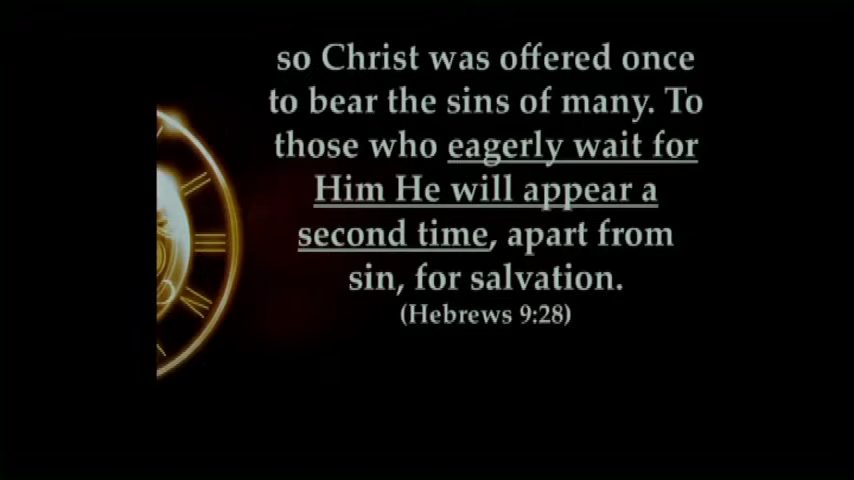 so Christ was offered once
to bear the sins of many. To
those who eagerly wait for
Him He will appear a
second time, apart from
sin, for salvation.
(Hebrews 9:28)